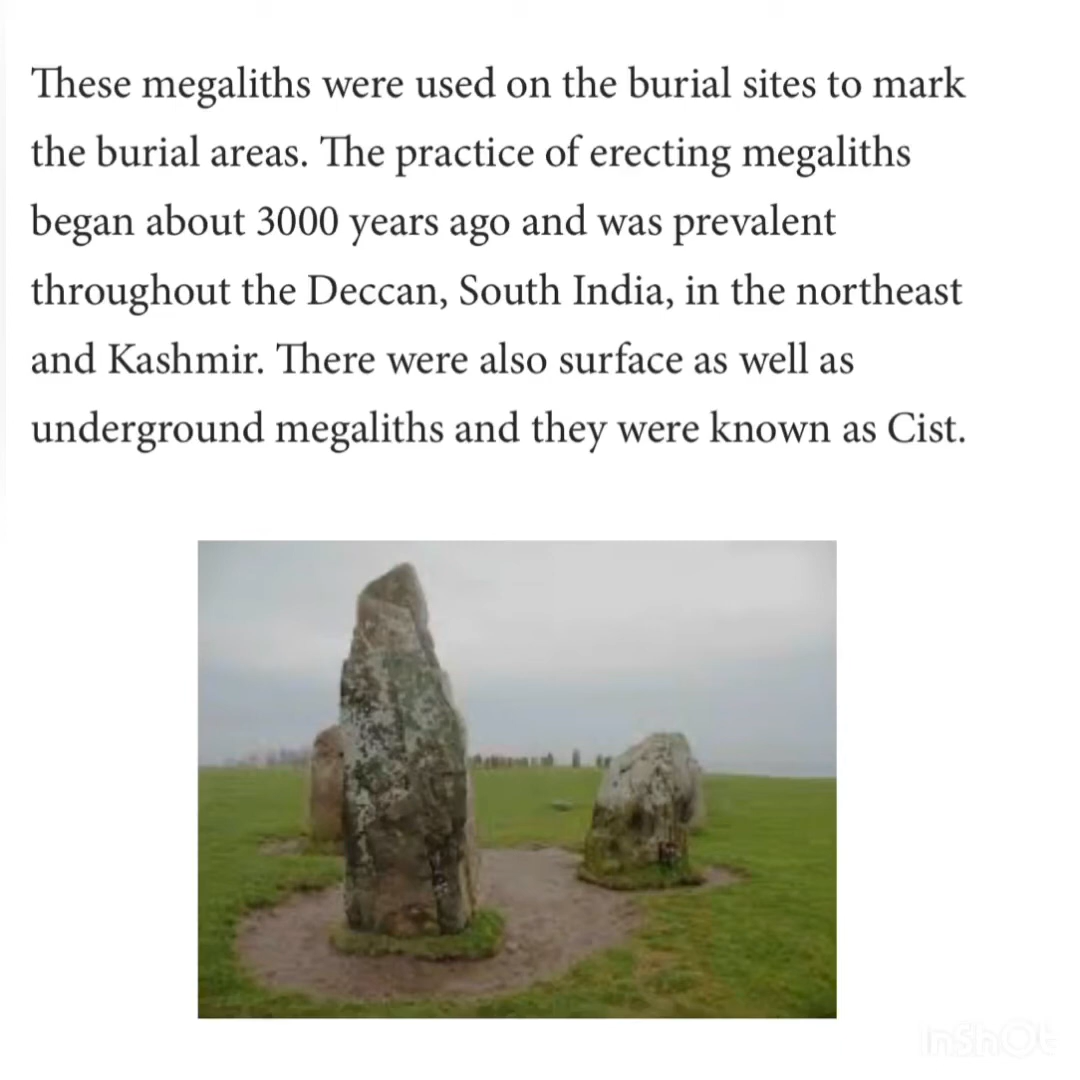 These megaliths were used on the burial sites to mark
the burial areas. The practice of erecting megaliths
began about 3000 years ago and was prevalent
throughout the Deccan, South India, in the northeast
and Kashmir. There were also surface as well as
underground megaliths and they were known as Cist.
InShOt